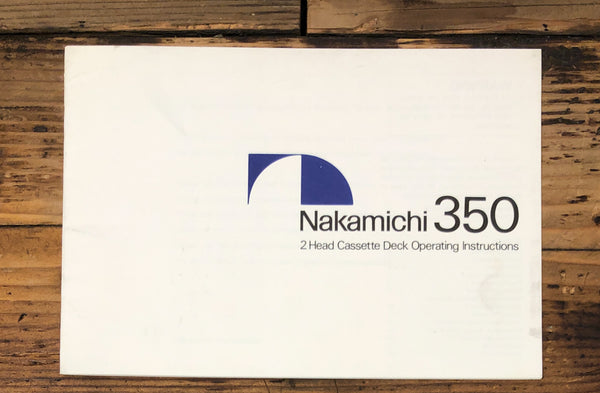 Nakamichi 350
2 Head Cassette Deck Operating Instructions